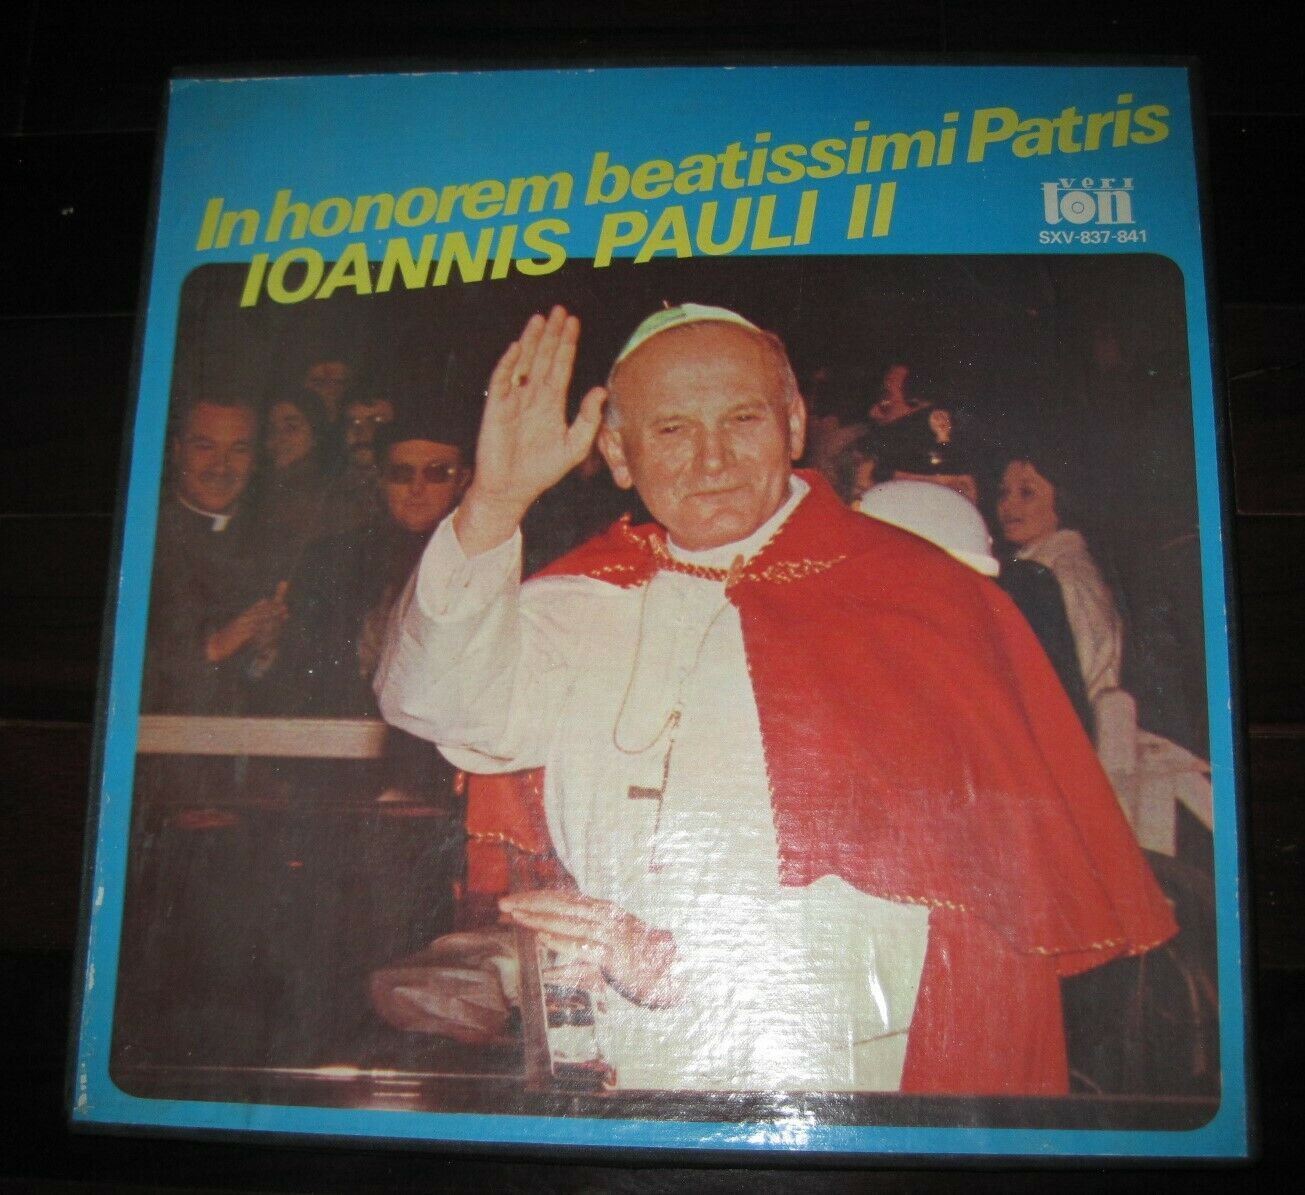 In honorem beatissimi Patris
IOANNIS PAULI II
veri
ton
SXV-837-841